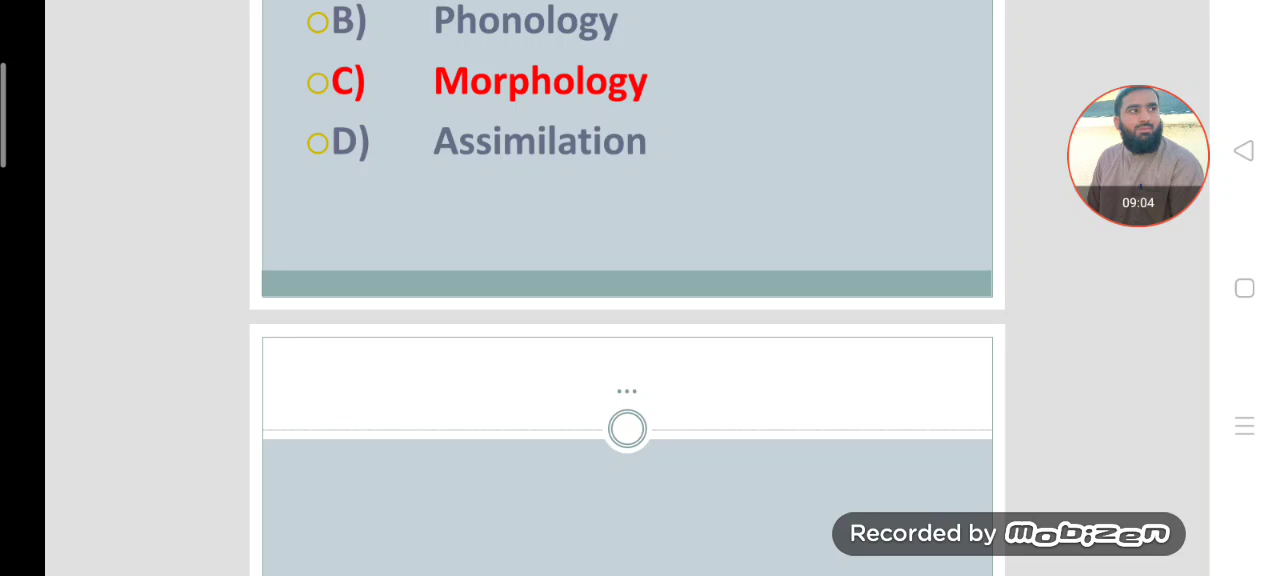 B) Phonology
C) Morphology
D) Assimilation
09:04
...
Recorded by mobizen